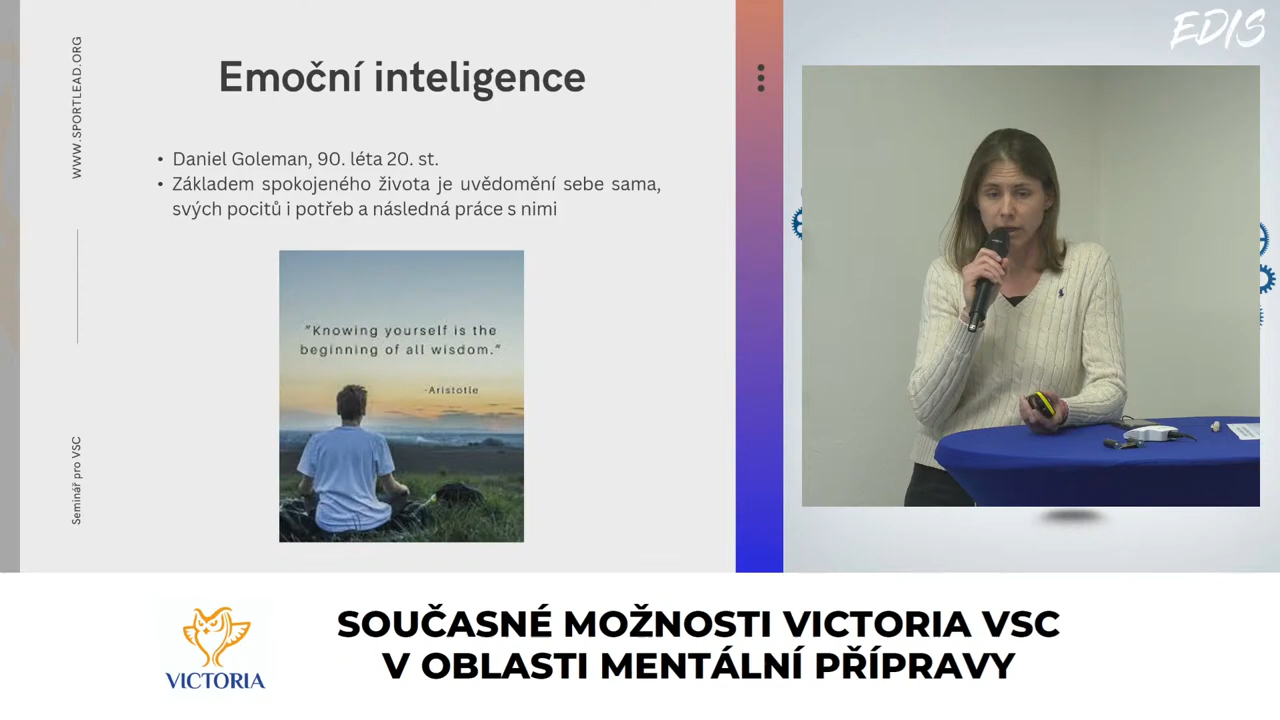 WWW.SPORTLEAD.ORG
Seminář pro VSC
Emoční inteligence
• Daniel Goleman, 90. léta 20. st.
• Základem spokojeného života je uvědomění sebe sama,
svých pocitů i potřeb a následná práce s nimi
"Knowing yourself is the
beginning of all wisdom."
-Aristotle
EDIS
VICTORIA
SOUČASNÉ MOŽNOSTI VICTORIA VSC
V OBLASTI MENTÁLNÍ PŘÍPRAVY